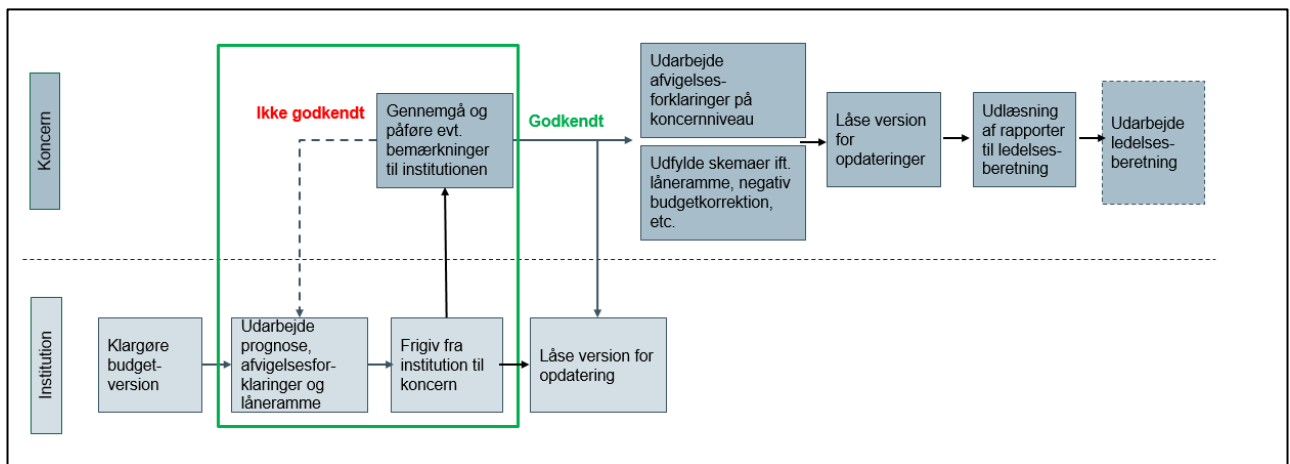 Koncern
Ikke godkendt
Gennemgå og
påføre evt.
bemærkninger
til institutionen
Godkendt
Udarbejde
afvigelses-
forklaringer på
koncernniveau
Udfylde skemaer ift.
låneramme, negativ
budgetkorrektion,
etc.
Låse version
for
opdateringer
Udlæsning
af rapporter
til ledelses-
beretning
Udarbejde
ledelses-
beretning
Institution
Klargøre
budget-
version
Udarbejde
prognose,
afvigelsesfor-
klaringer og
låneramme
Frigiv fra
institution til
koncern
Låse version for
opdatering